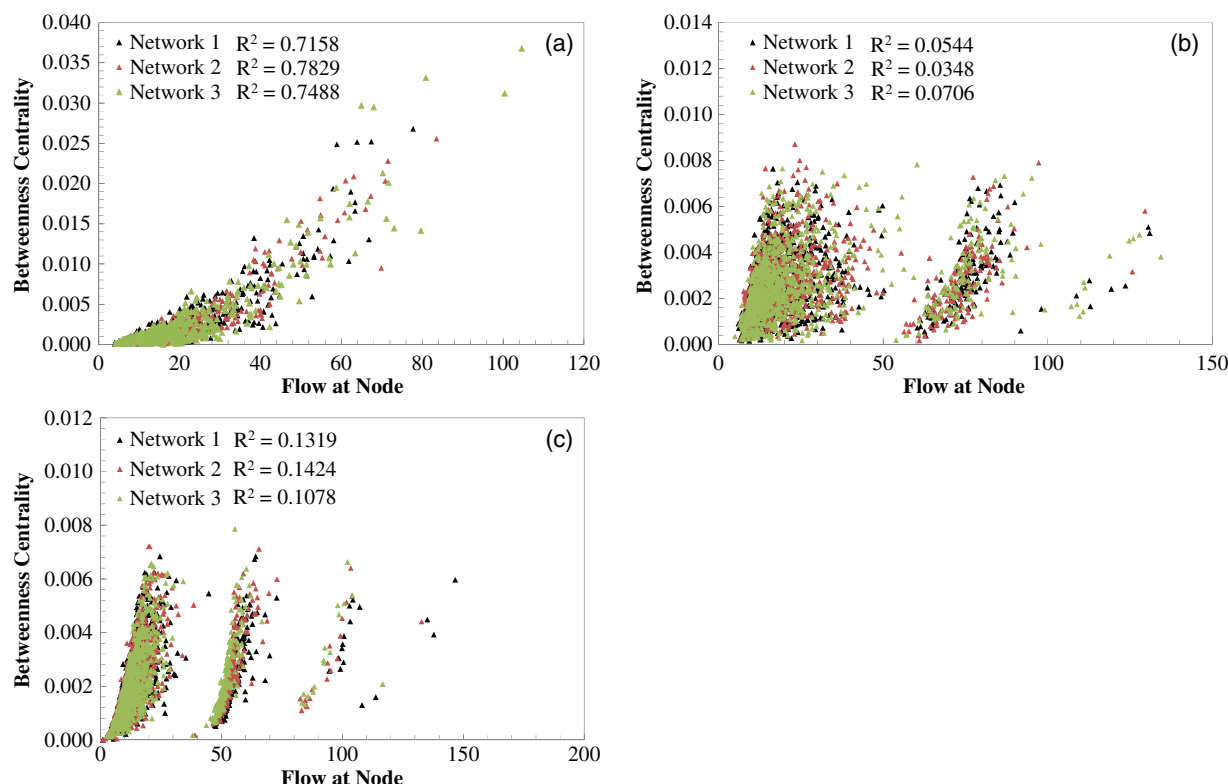 0.040
0.035
0.030
0.025
0.020
0.015
0.010
0.005
0.000
Betweenness Centrality
Network 1 R² = 0.7158
Network 2 R² = 0.7829
Network 3 R² = 0.7488
(a)
0 20 40 60 80 100 120
Flow at Node
0.014
0.012
0.010
0.008
0.006
0.004
0.002
0.000
Betweenness Centrality
Network 1 R² = 0.0544
Network 2 R² = 0.0348
Network 3 R² = 0.0706
(b)
0 50 100 150
Flow at Node
0.012
0.010
0.008
0.006
0.004
0.002
0.000
Betweenness Centrality
Network 1 R² = 0.1319
Network 2 R² = 0.1424
Network 3 R² = 0.1078
(c)
0 50 100 150 200
Flow at Node